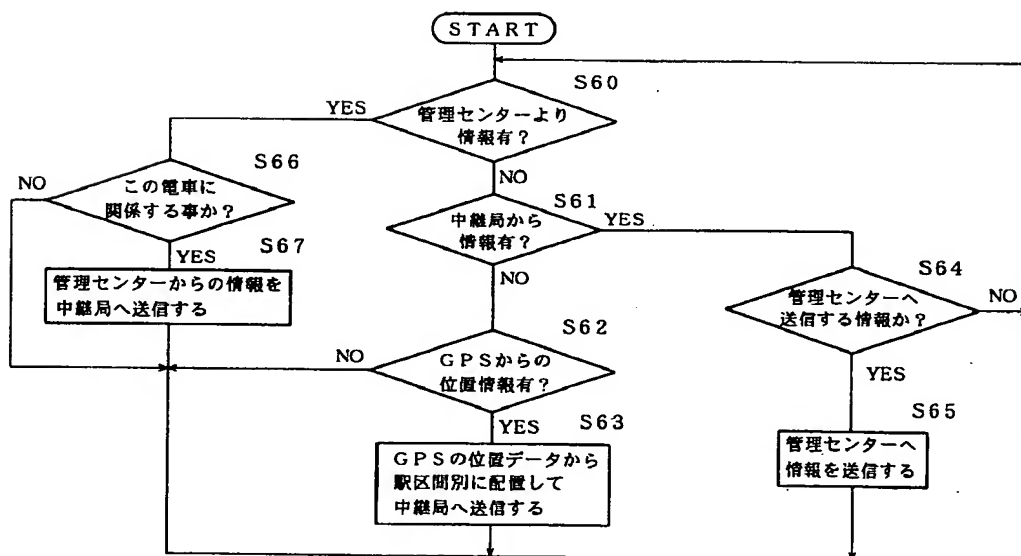 START
S60
YES
管理センターより
情報有?
S66
NO
この電車に
関係する事か?
NO
S61
YES
中継局から
情報有?
S67
YES
管理センターからの情報を
中継局へ送信する
NO
S64
管理センターへ
送信する情報か?
NO
S62
NO
GPSからの
位置情報有?
YES
S63
YES
S65
GPSの位置データから
駅区間別に配置して
中継局へ送信する
管理センターへ
情報を送信する